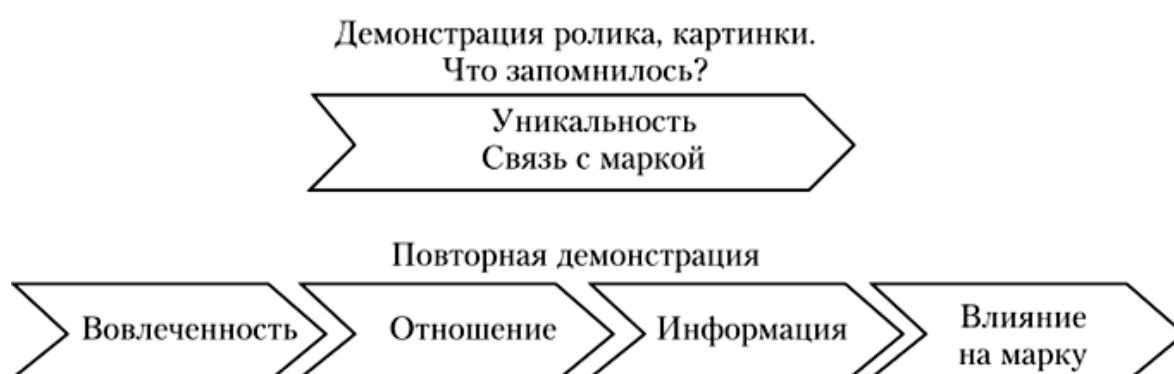 Демонстрация ролика, картинки.
Что запомнилось?
Уникальность
Связь с маркой
Повторная демонстрация
Вовлеченность
Отношение
Информация
Влияние
на марку